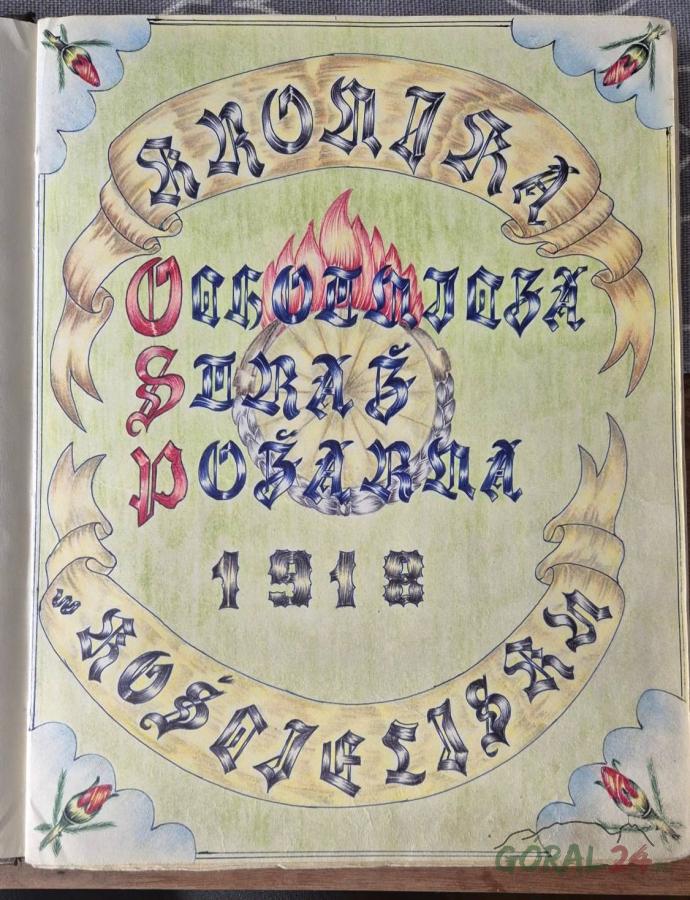 KRONIKA
OCHOTNICZA
STRAŻ
POŻARNA
1918
W KOŚCIELISKU
GORAL24